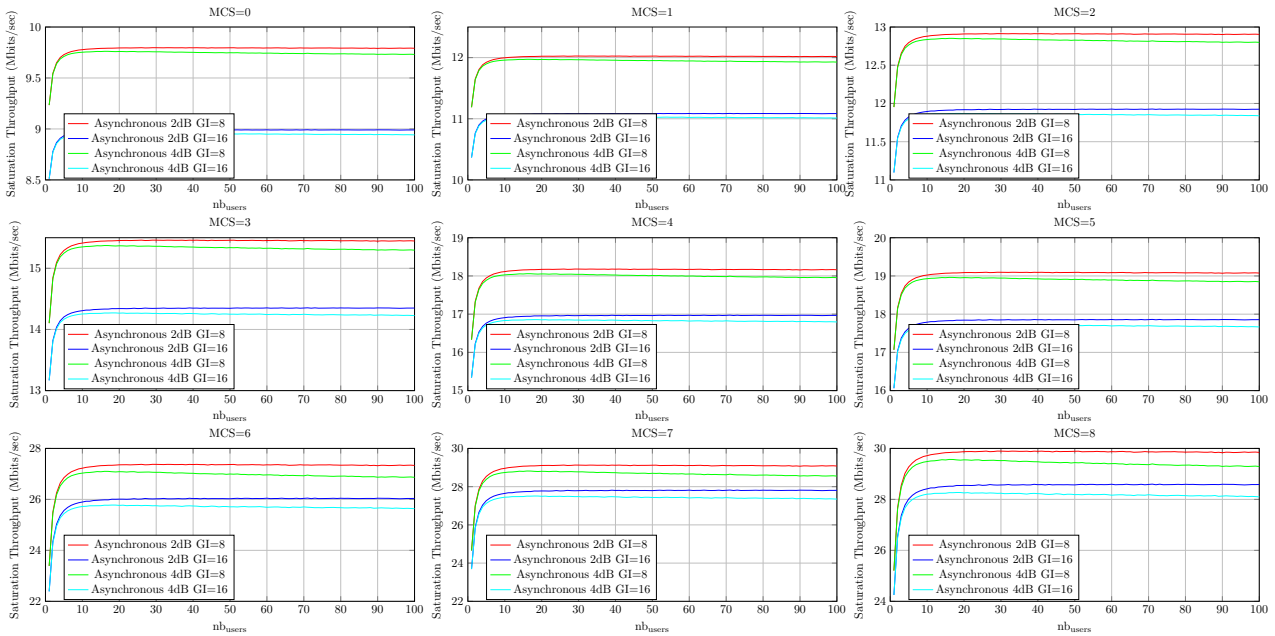 MCS=0
Saturation Throughput (Mbits/sec)
10
9.5
9
8.5
Asynchronous 2dB GI=8
Asynchronous 2dB GI=16
Asynchronous 4dB GI=8
Asynchronous 4dB GI=16
0 10 20 30 40 50 60 70 80 90 100
nb_users
MCS=1
Saturation Throughput (Mbits/sec)
12
11
10
Asynchronous 2dB GI=8
Asynchronous 2dB GI=16
Asynchronous 4dB GI=8
Asynchronous 4dB GI=16
0 10 20 30 40 50 60 70 80 90 100
nb_users
MCS=2
Saturation Throughput (Mbits/sec)
13
12.5
12
11.5
11
Asynchronous 2dB GI=8
Asynchronous 2dB GI=16
Asynchronous 4dB GI=8
Asynchronous 4dB GI=16
0 10 20 30 40 50 60 70 80 90 100
nb_users
MCS=3
Saturation Throughput (Mbits/sec)
15
14
13
Asynchronous 2dB GI=8
Asynchronous 2dB GI=16
Asynchronous 4dB GI=8
Asynchronous 4dB GI=16
0 10 20 30 40 50 60 70 80 90 100
nb_users
MCS=4
Saturation Throughput (Mbits/sec)
19
18
17
16
15
Asynchronous 2dB GI=8
Asynchronous 2dB GI=16
Asynchronous 4dB GI=8
Asynchronous 4dB GI=16
0 10 20 30 40 50 60 70 80 90 100
nb_users
MCS=5
Saturation Throughput (Mbits/sec)
20
19
18
17
16
Asynchronous 2dB GI=8
Asynchronous 2dB GI=16
Asynchronous 4dB GI=8
Asynchronous 4dB GI=16
0 10 20 30 40 50 60 70 80 90 100
nb_users
MCS=6
Saturation Throughput (Mbits/sec)
28
26
24
22
Asynchronous 2dB GI=8
Asynchronous 2dB GI=16
Asynchronous 4dB GI=8
Asynchronous 4dB GI=16
0 10 20 30 40 50 60 70 80 90 100
nb_users
MCS=7
Saturation Throughput (Mbits/sec)
30
28
26
24
22
Asynchronous 2dB GI=8
Asynchronous 2dB GI=16
Asynchronous 4dB GI=8
Asynchronous 4dB GI=16
0 10 20 30 40 50 60 70 80 90 100
nb_users
MCS=8
Saturation Throughput (Mbits/sec)
30
28
26
24
Asynchronous 2dB GI=8
Asynchronous 2dB GI=16
Asynchronous 4dB GI=8
Asynchronous 4dB GI=16
0 10 20 30 40 50 60 70 80 90 100
nb_users